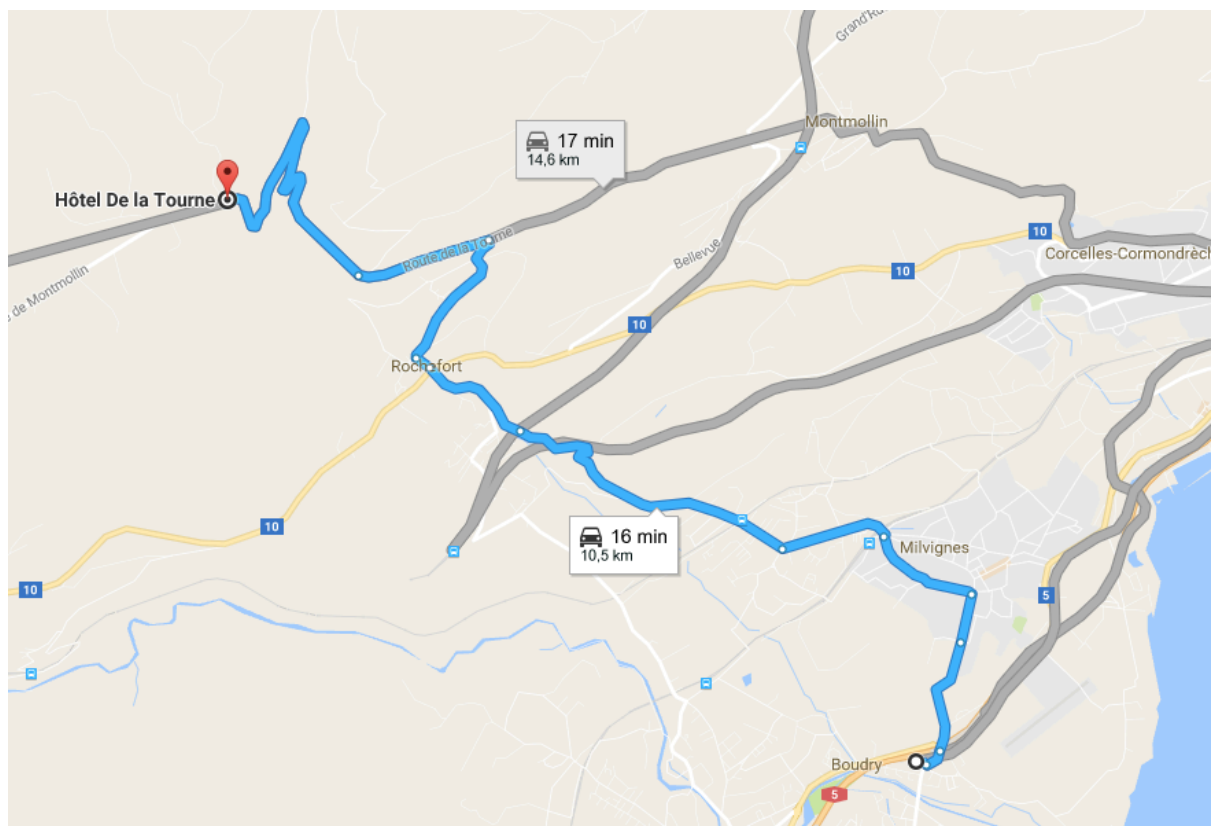 Grand'Ru
Montmollin
17 min
14,6 km
Hôtel De la Tourne
Route de la Tourne
Bellevue
10
Corcelles-Cormondrèch
10
e de Montmollin
10
Rochefort
10
16 min
10,5 km
Milvignes
10
5
Boudry
5